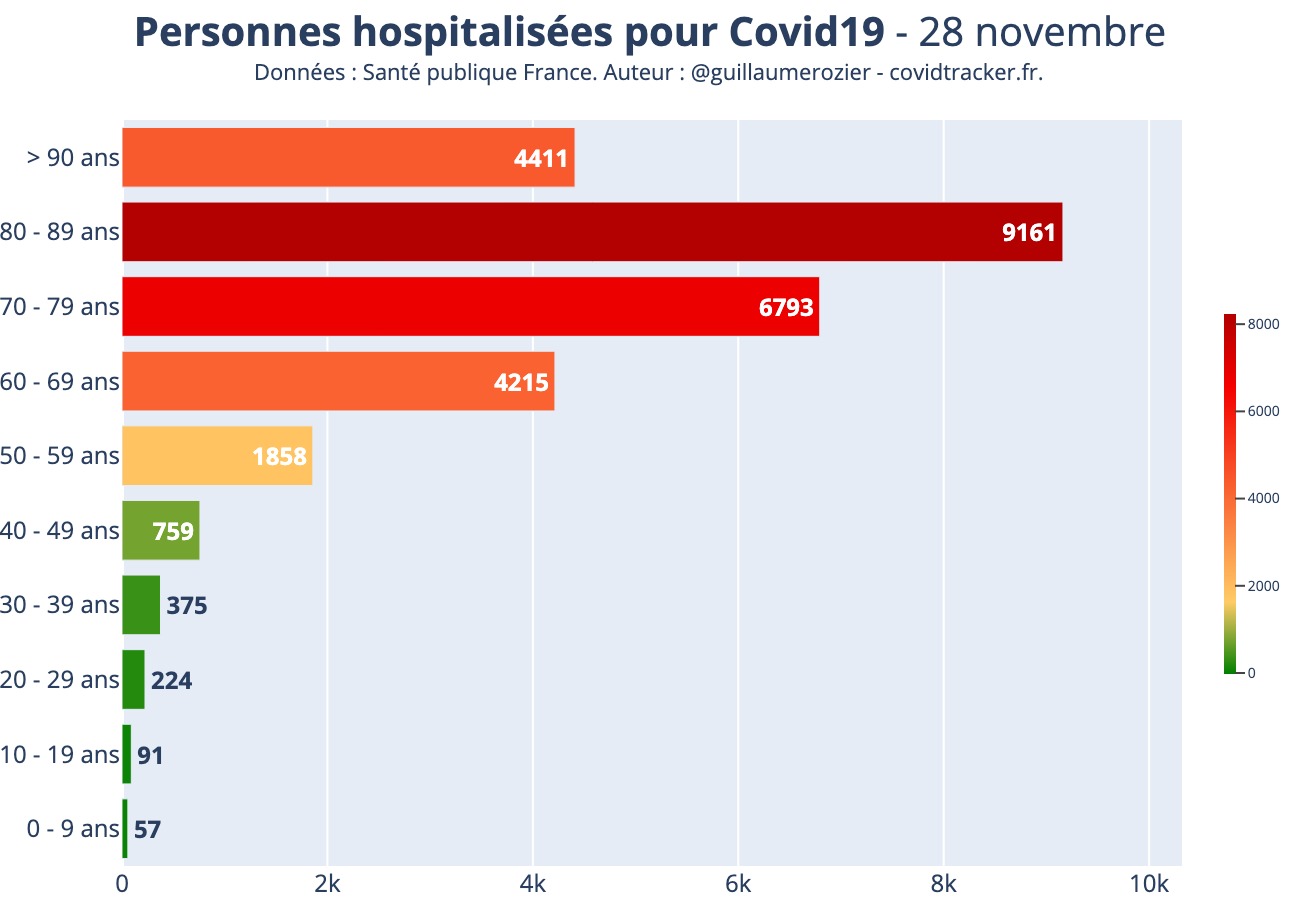 Personnes hospitalisées pour Covid19 - 28 novembre
Données : Santé publique France. Auteur : @guillaumerozier - covidtracker.fr.
> 90 ans 4411
80 - 89 ans 9161
70 - 79 ans 6793
60 - 69 ans 4215
50 - 59 ans 1858
40 - 49 ans 759
30 - 39 ans 375
20 - 29 ans 224
10 - 19 ans 91
0 - 9 ans 57
0 2k 4k 6k 8k 10k
8000
6000
4000
2000
0